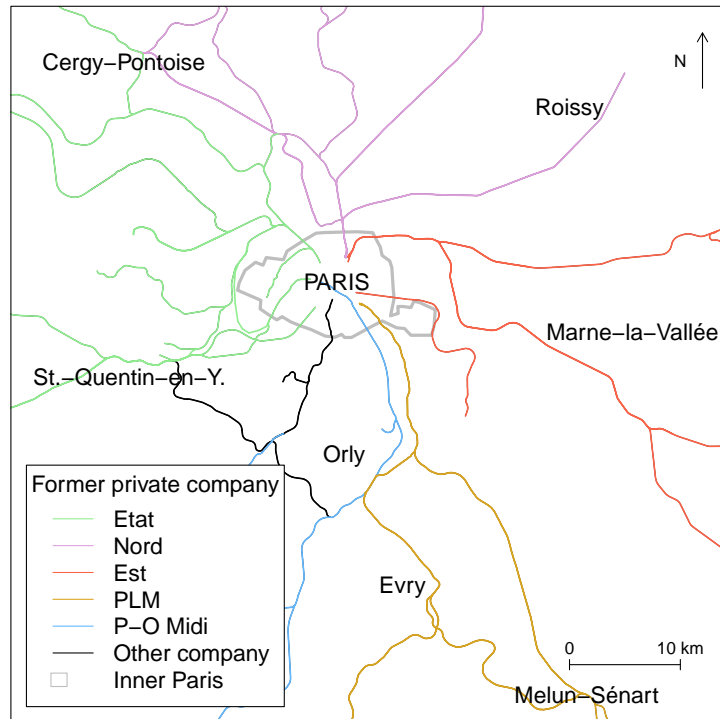 Cergy−Pontoise
N
Roissy
PARIS
Marne−la−Vallée
St.−Quentin−en−Y.
Orly
Former private company
Etat
Nord
Est
PLM
P−O Midi
Other company
Inner Paris
Evry
0 10 km
Melun−Sénart